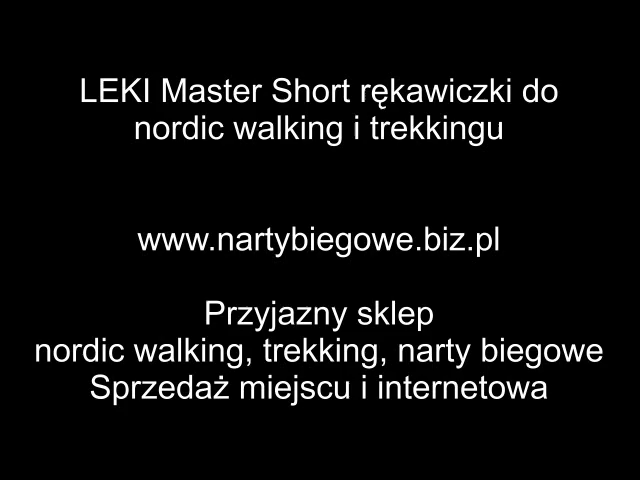 LEKI Master Short rękawiczki do
nordic walking i trekkingu
www.nartybiegowe.biz.pl
Przyjazny sklep
nordic walking, trekking, narty biegowe
Sprzedaż miejscu i internetowa